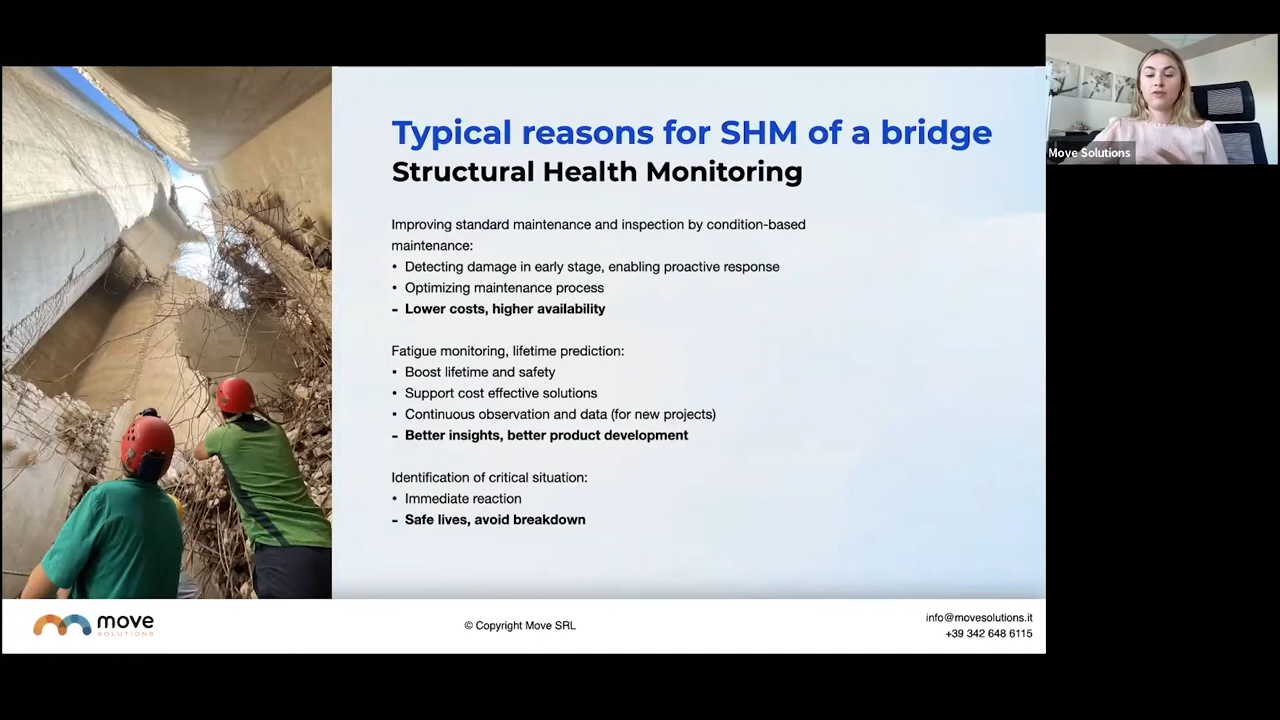 Typical reasons for SHM of a bridge
Structural Health Monitoring
Improving standard maintenance and inspection by condition-based
maintenance:
• Detecting damage in early stage, enabling proactive response
• Optimizing maintenance process
- Lower costs, higher availability
Fatigue monitoring, lifetime prediction:
• Boost lifetime and safety
• Support cost effective solutions
• Continuous observation and data (for new projects)
- Better insights, better product development
Identification of critical situation:
• Immediate reaction
- Safe lives, avoid breakdown
move
SOLUTIONS
© Copyright Move SRL
info@movesolutions.it
+39 342 648 6115
Move Solutions